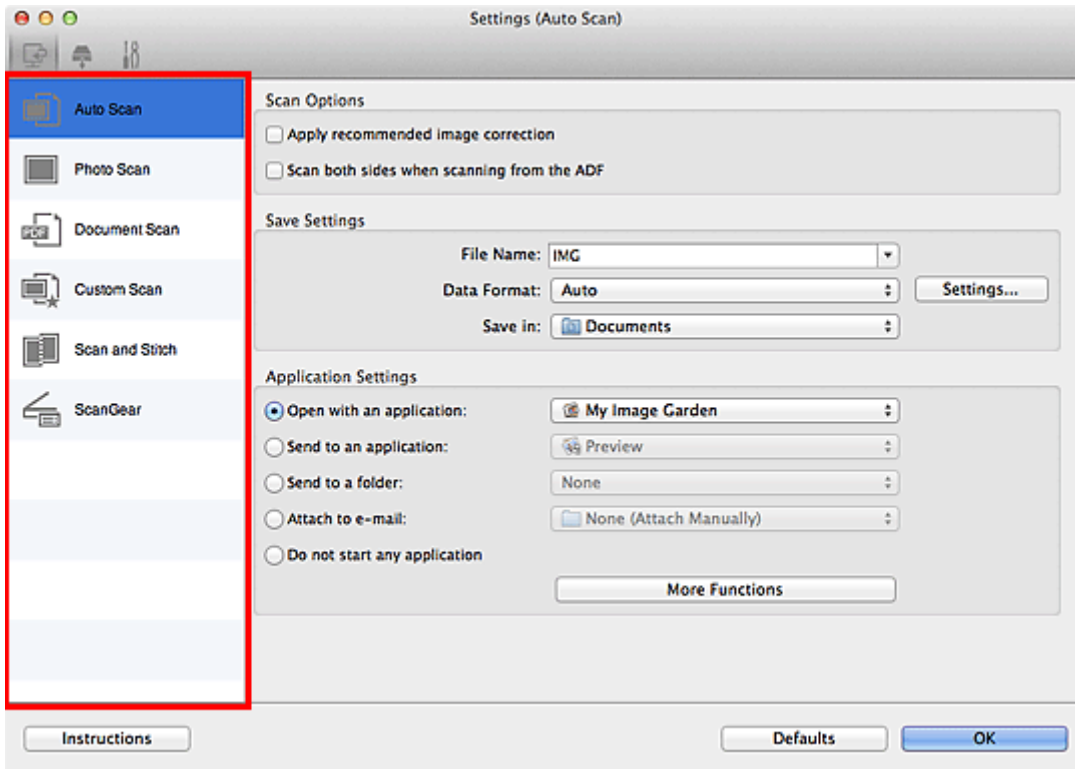 Settings (Auto Scan)
Auto Scan
Photo Scan
PDF
Document Scan
Custom Scan
Scan and Stitch
ScanGear
Scan Options
Apply recommended image correction
Scan both sides when scanning from the ADF
Save Settings
File Name: IMG
Data Format: Auto Settings...
Save in: Documents
Application Settings
Open with an application: My Image Garden
Send to an application: Preview
Send to a folder: None
Attach to e-mail: None (Attach Manually)
Do not start any application
More Functions
Instructions Defaults OK